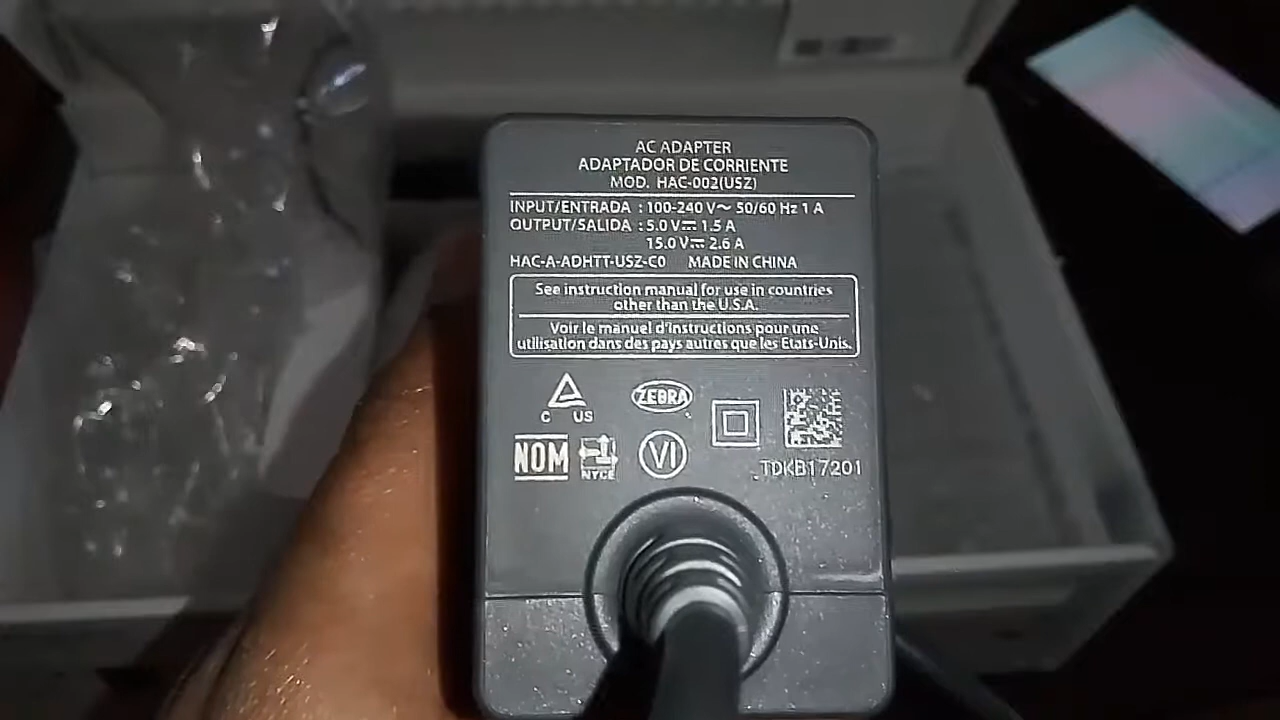 AC ADAPTER
ADAPTADOR DE CORRIENTE
MOD. HAC-002(USZ)
INPUT/ENTRADA : 100-240 V~ 50/60 Hz 1 A
OUTPUT/SALIDA : 5.0 V⎓ 1.5 A
15.0 V⎓ 2.6 A
HAC-A-ADHTT-USZ-C0 MADE IN CHINA
See instruction manual for use in countries
other than the U.S.A.
Voir le manuel d'instructions pour une
utilisation dans des pays autres que les Etats-Unis.
C US
ZEBRA
NOM
NYCE
VI
TDKB17201